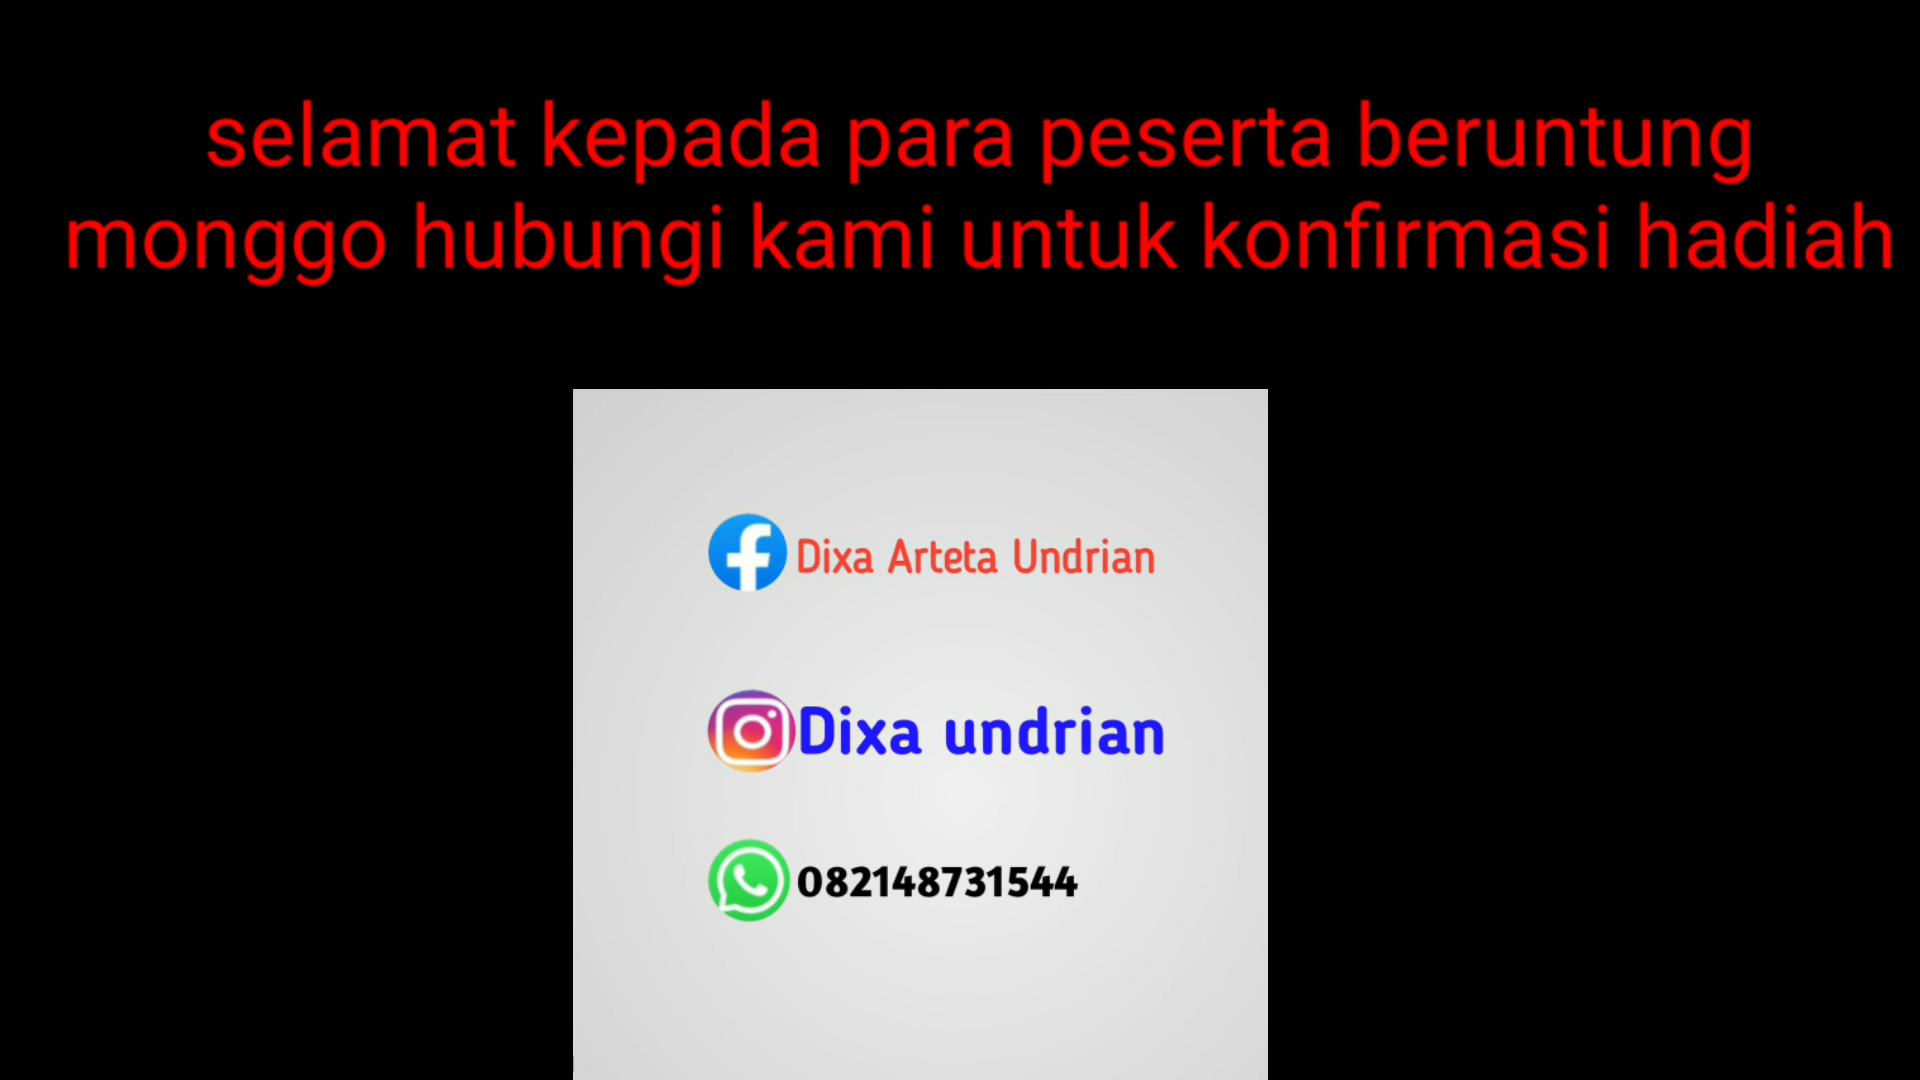 selamat kepada para peserta beruntung
monggo hubungi kami untuk konfirmasi hadiah
Dixa Arteta Undrian
Dixa undrian
082148731544